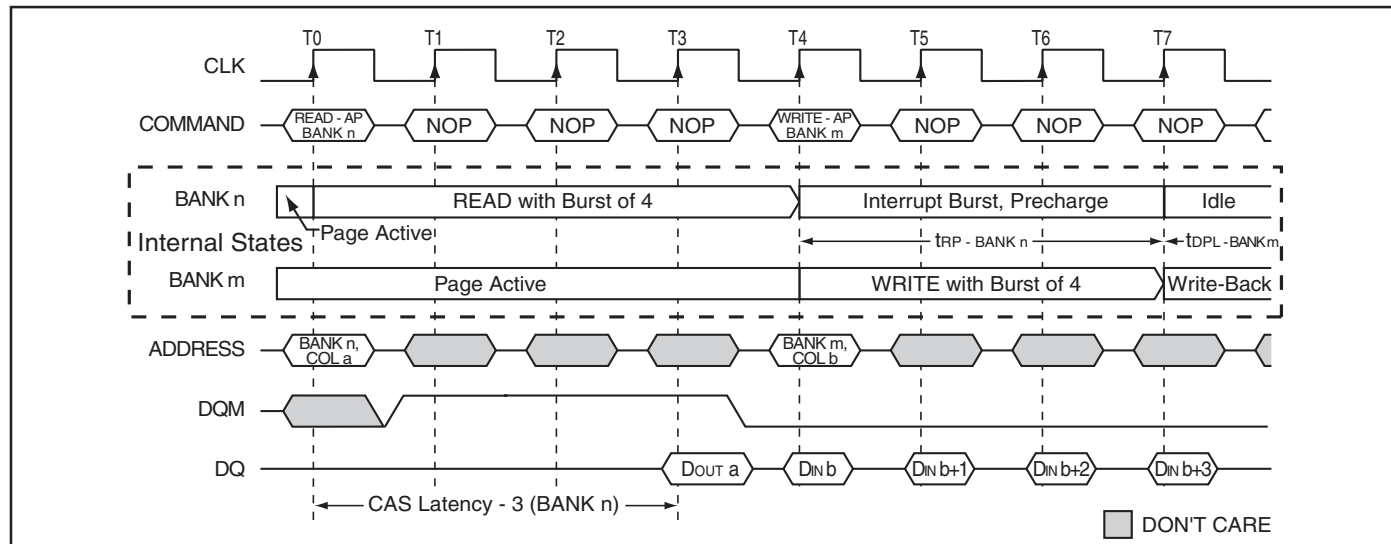 T0 T1 T2 T3 T4 T5 T6 T7
CLK
COMMAND READ - AP NOP NOP NOP WRITE - AP NOP NOP NOP
BANK n BANK m
BANK n READ with Burst of 4 Interrupt Burst, Precharge Idle
Internal States Page Active tRP - BANK n tDPL - BANK m
BANK m Page Active WRITE with Burst of 4 Write-Back
ADDRESS BANK n, BANK m,
COL a COL b
DQM
DQ DOUT a DIN b DIN b+1 DIN b+2 DIN b+3
CAS Latency - 3 (BANK n)
DON'T CARE